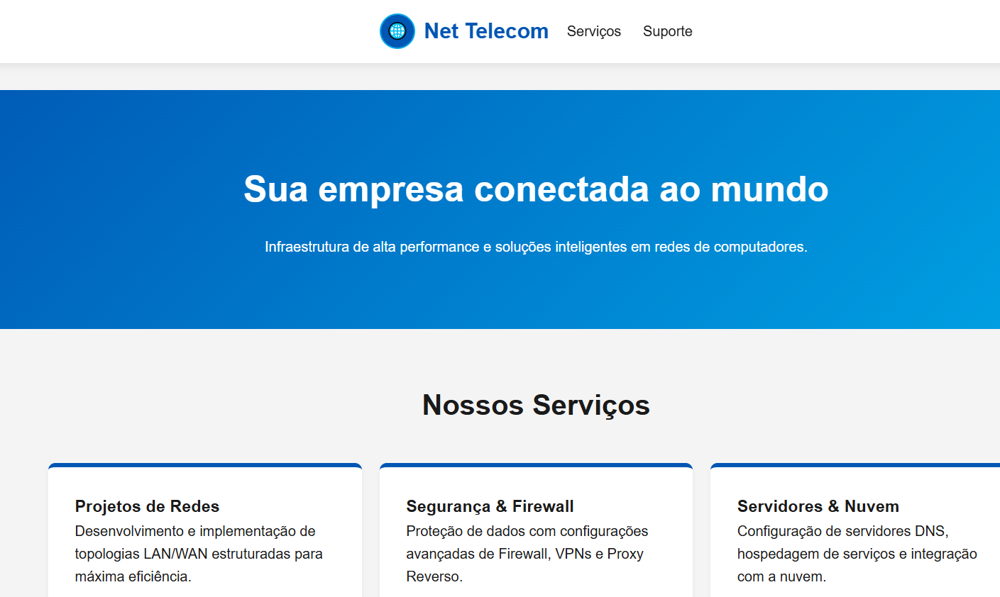 Net Telecom Serviços Suporte
Sua empresa conectada ao mundo
Infraestrutura de alta performance e soluções inteligentes em redes de computadores.
Nossos Serviços
Projetos de Redes
Desenvolvimento e implementação de
topologias LAN/WAN estruturadas para
máxima eficiência.
Segurança & Firewall
Proteção de dados com configurações
avançadas de Firewall, VPNs e Proxy
Reverso.
Servidores & Nuvem
Configuração de servidores DNS,
hospedagem de serviços e integração
com a nuvem.